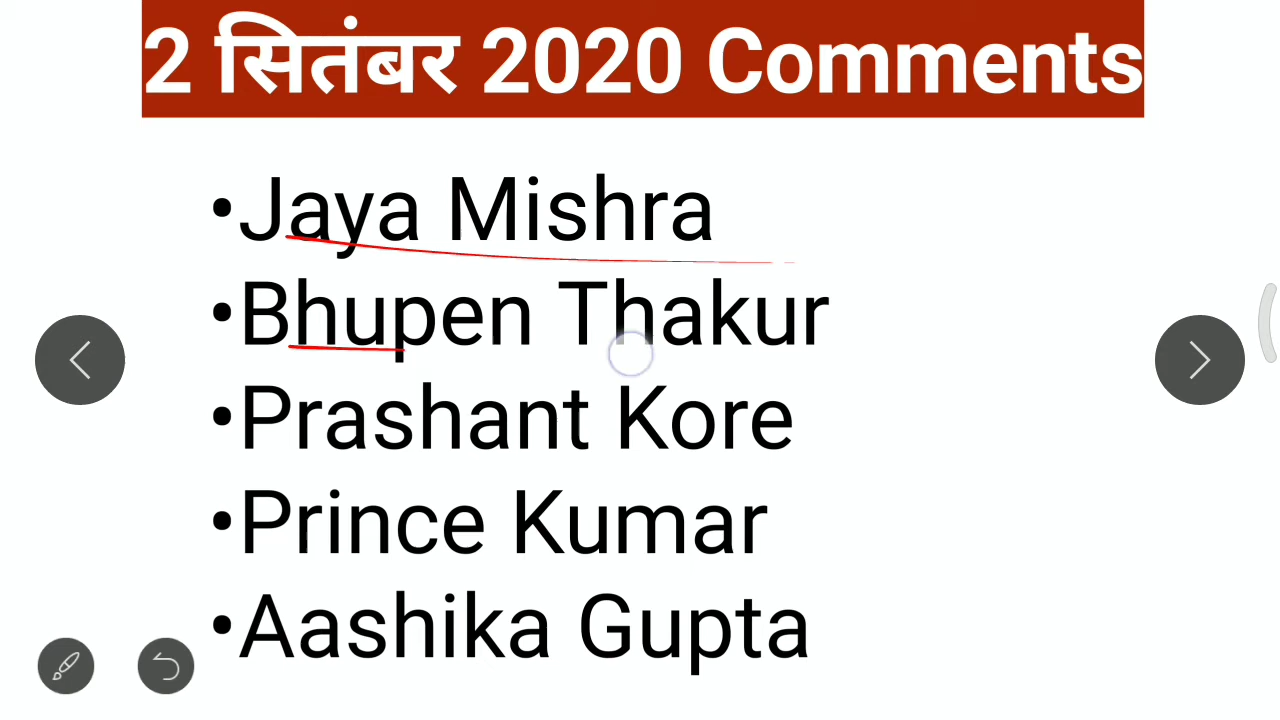 2 सितंबर 2020 Comments
•Jaya Mishra
•Bhupen Thakur
•Prashant Kore
•Prince Kumar
•Aashika Gupta